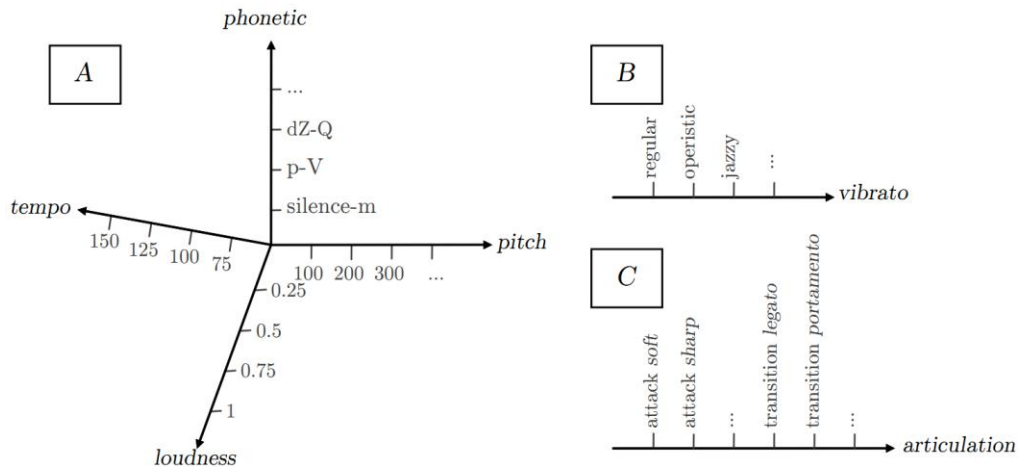 A
phonetic
...
dZ-Q
p-V
silence-m
tempo
150
125
100
75
pitch
100
200
300
...
0.25
0.5
0.75
1
loudness
B
regular
operistic
jazzy
...
vibrato
C
attack soft
attack sharp
...
transition legato
transition portamento
...
articulation